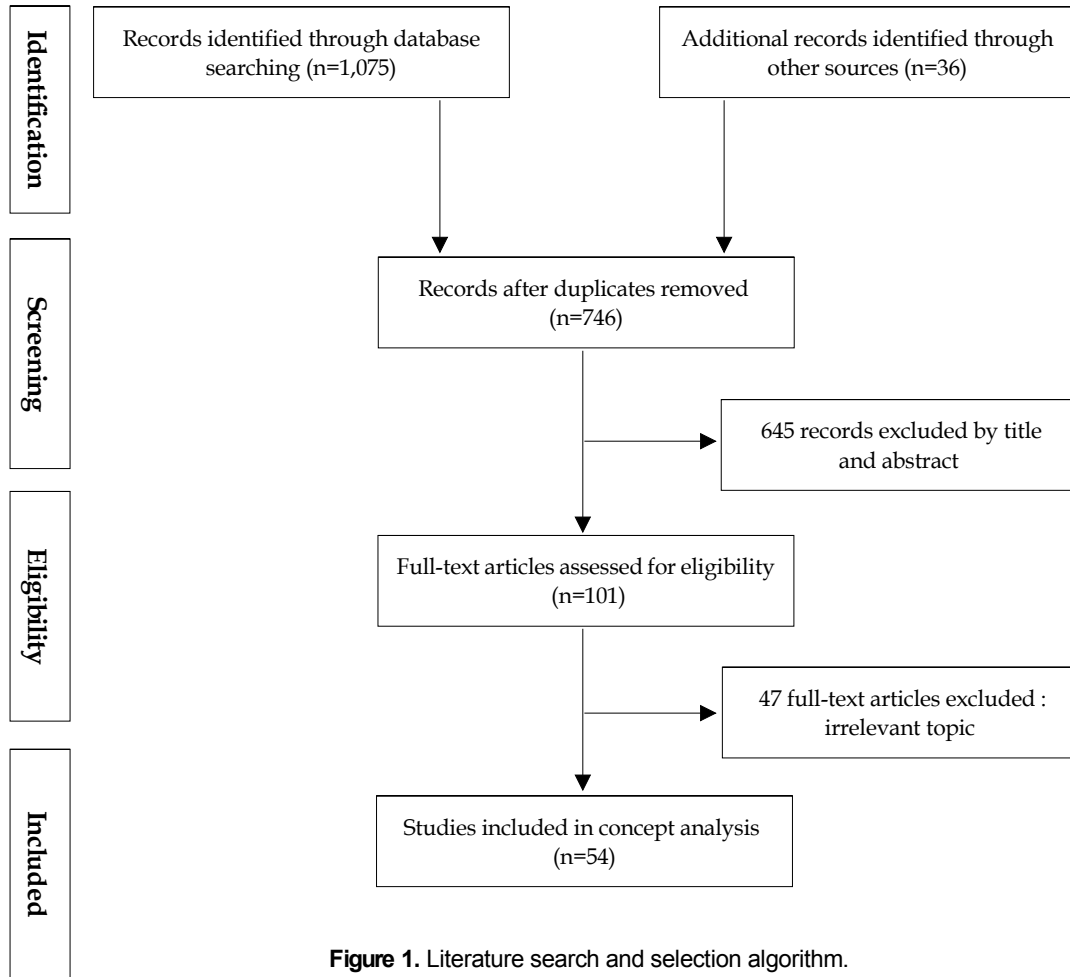 Identification
Records identified through database
searching (n=1,075)
Additional records identified through
other sources (n=36)
Screening
Records after duplicates removed
(n=746)
645 records excluded by title
and abstract
Eligibility
Full-text articles assessed for eligibility
(n=101)
47 full-text articles excluded :
irrelevant topic
Included
Studies included in concept analysis
(n=54)
Figure 1. Literature search and selection algorithm.